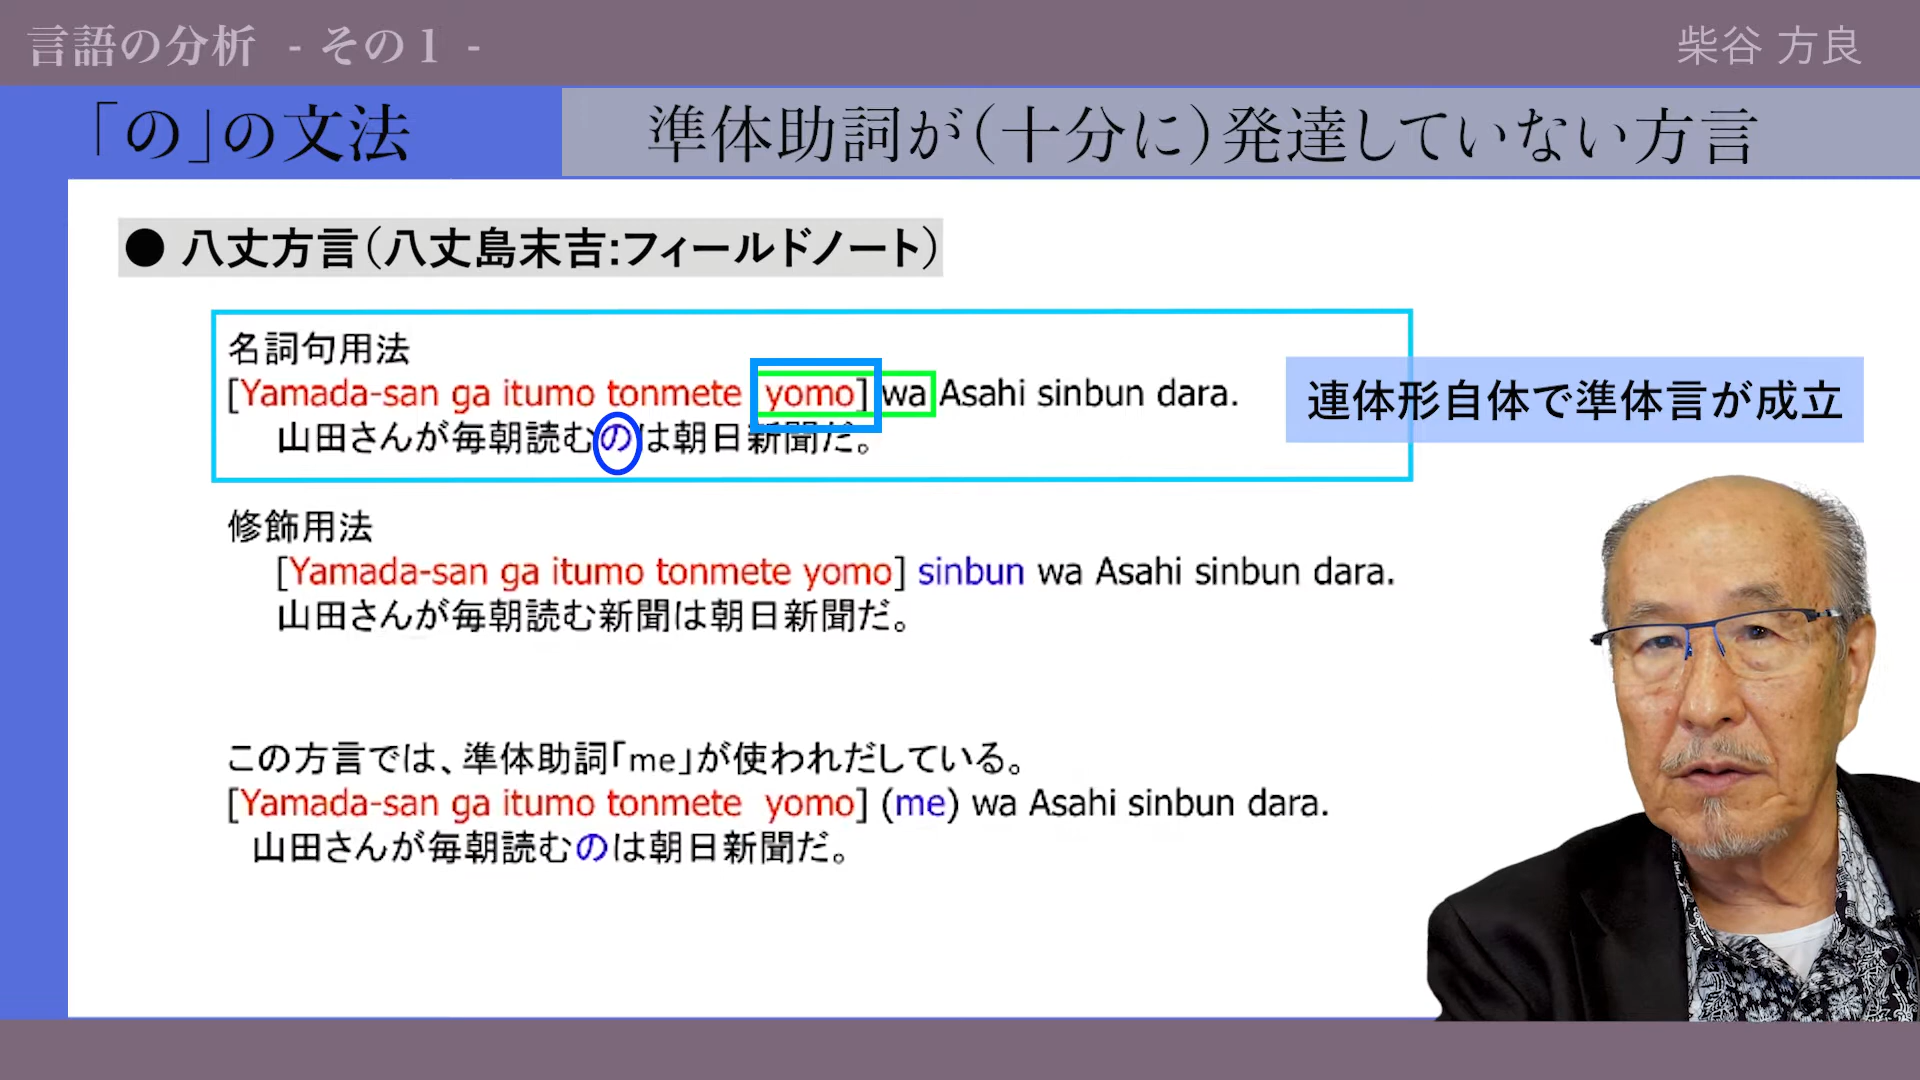 言語の分析 - その１ -
柴谷 方良
「の」の文法
準体助詞が（十分に）発達していない方言
● 八丈方言（八丈島末吉：フィールドノート）
名詞句用法
[Yamada-san ga itumo tonmete yomo] wa Asahi sinbun dara.
山田さんが毎朝読むのは朝日新聞だ。
連体形自体で準体言が成立
修飾用法
[Yamada-san ga itumo tonmete yomo] sinbun wa Asahi sinbun dara.
山田さんが毎朝読む新聞は朝日新聞だ。
この方言では、準体助詞「me」が使われだしている。
[Yamada-san ga itumo tonmete yomo] (me) wa Asahi sinbun dara.
山田さんが毎朝読むのは朝日新聞だ。